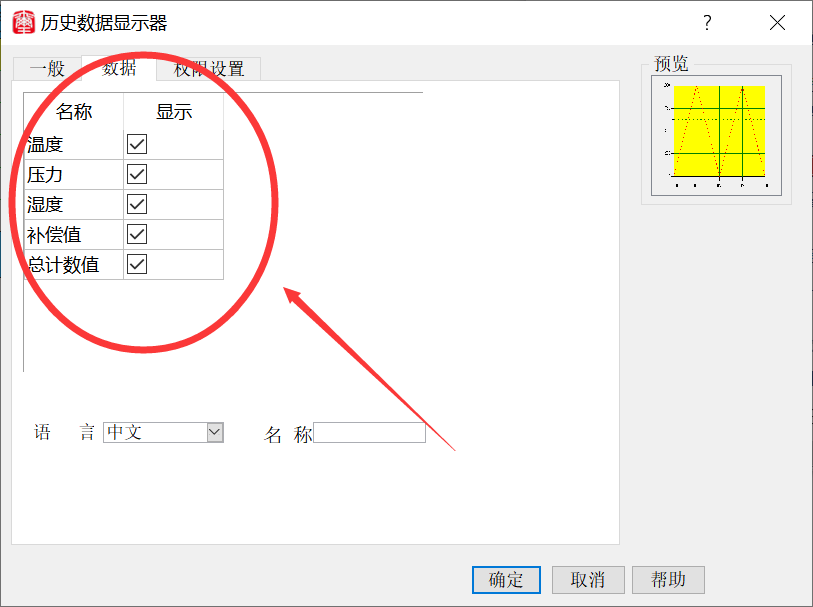 历史数据显示器
一般 数据 权限设置
预览
名称 显示
温度
压力
湿度
补偿值
总计数值
语 言 中文 名 称
确定 取消 帮助